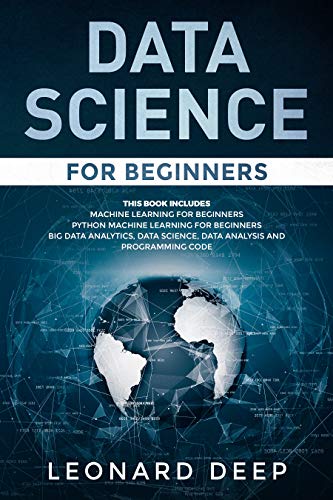 DATA
SCIENCE
FOR BEGINNERS
THIS BOOK INCLUDES
MACHINE LEARNING FOR BEGINNERS
PYTHON MACHINE LEARNING FOR BEGINNERS
BIG DATA ANALYTICS, DATA SCIENCE, DATA ANALYSIS AND
PROGRAMMING CODE
LEONARD DEEP